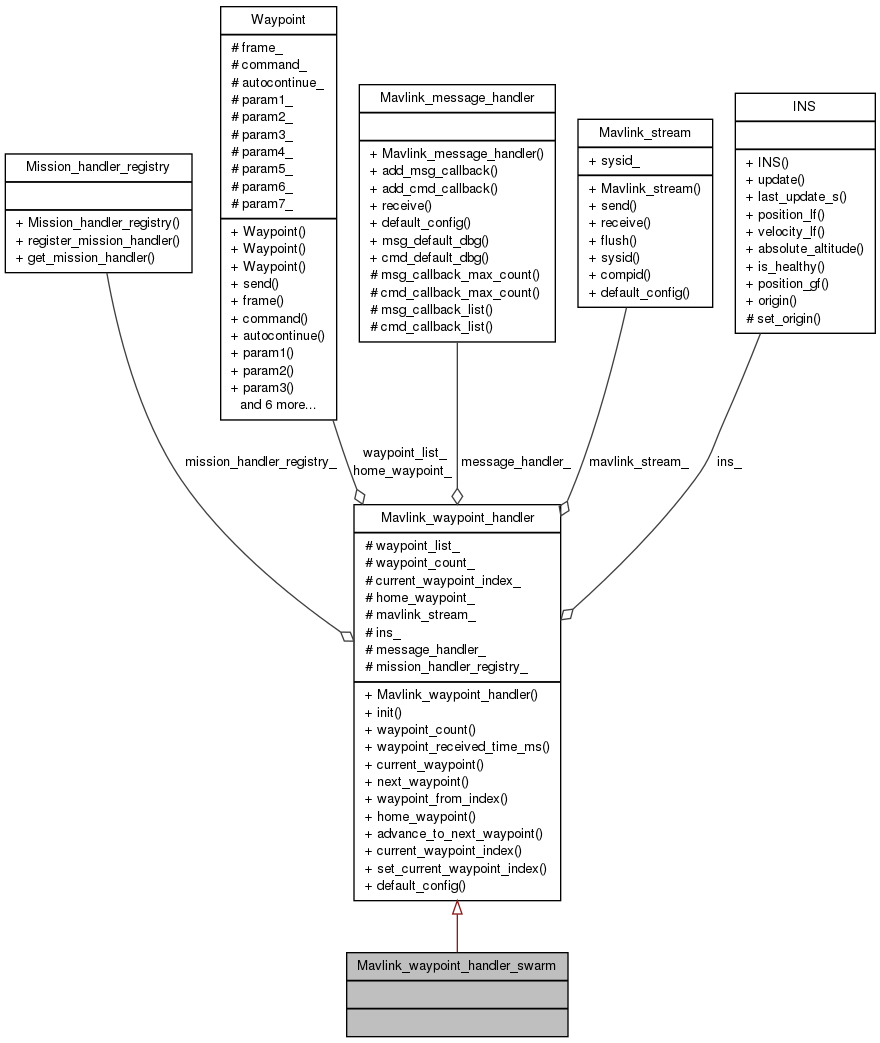 Waypoint
# frame_
# command_
# autocontinue_
# param1_
# param2_
# param3_
# param4_
# param5_
# param6_
# param7_
+ Waypoint()
+ Waypoint()
+ Waypoint()
+ send()
+ frame()
+ command()
+ autocontinue()
+ param1()
+ param2()
+ param3()
and 6 more...
Mavlink_message_handler
+ Mavlink_message_handler()
+ add_msg_callback()
+ add_cmd_callback()
+ receive()
+ default_config()
+ msg_default_dbg()
+ cmd_default_dbg()
# msg_callback_max_count()
# cmd_callback_max_count()
# msg_callback_list()
# cmd_callback_list()
Mavlink_stream
+ sysid_
+ Mavlink_stream()
+ send()
+ receive()
+ flush()
+ sysid()
+ compid()
+ default_config()
INS
+ INS()
+ update()
+ last_update_s()
+ position_lf()
+ velocity_lf()
+ absolute_altitude()
+ is_healthy()
+ position_gf()
+ origin()
# set_origin()
Mission_handler_registry
+ Mission_handler_registry()
+ register_mission_handler()
+ get_mission_handler()
mission_handler_registry_
waypoint_list_
home_waypoint_
message_handler_
mavlink_stream_
ins_
Mavlink_waypoint_handler
# waypoint_list_
# waypoint_count_
# current_waypoint_index_
# home_waypoint_
# mavlink_stream_
# ins_
# message_handler_
# mission_handler_registry_
+ Mavlink_waypoint_handler()
+ init()
+ waypoint_count()
+ waypoint_received_time_ms()
+ current_waypoint()
+ next_waypoint()
+ waypoint_from_index()
+ home_waypoint()
+ advance_to_next_waypoint()
+ current_waypoint_index()
+ set_current_waypoint_index()
+ default_config()
Mavlink_waypoint_handler_swarm